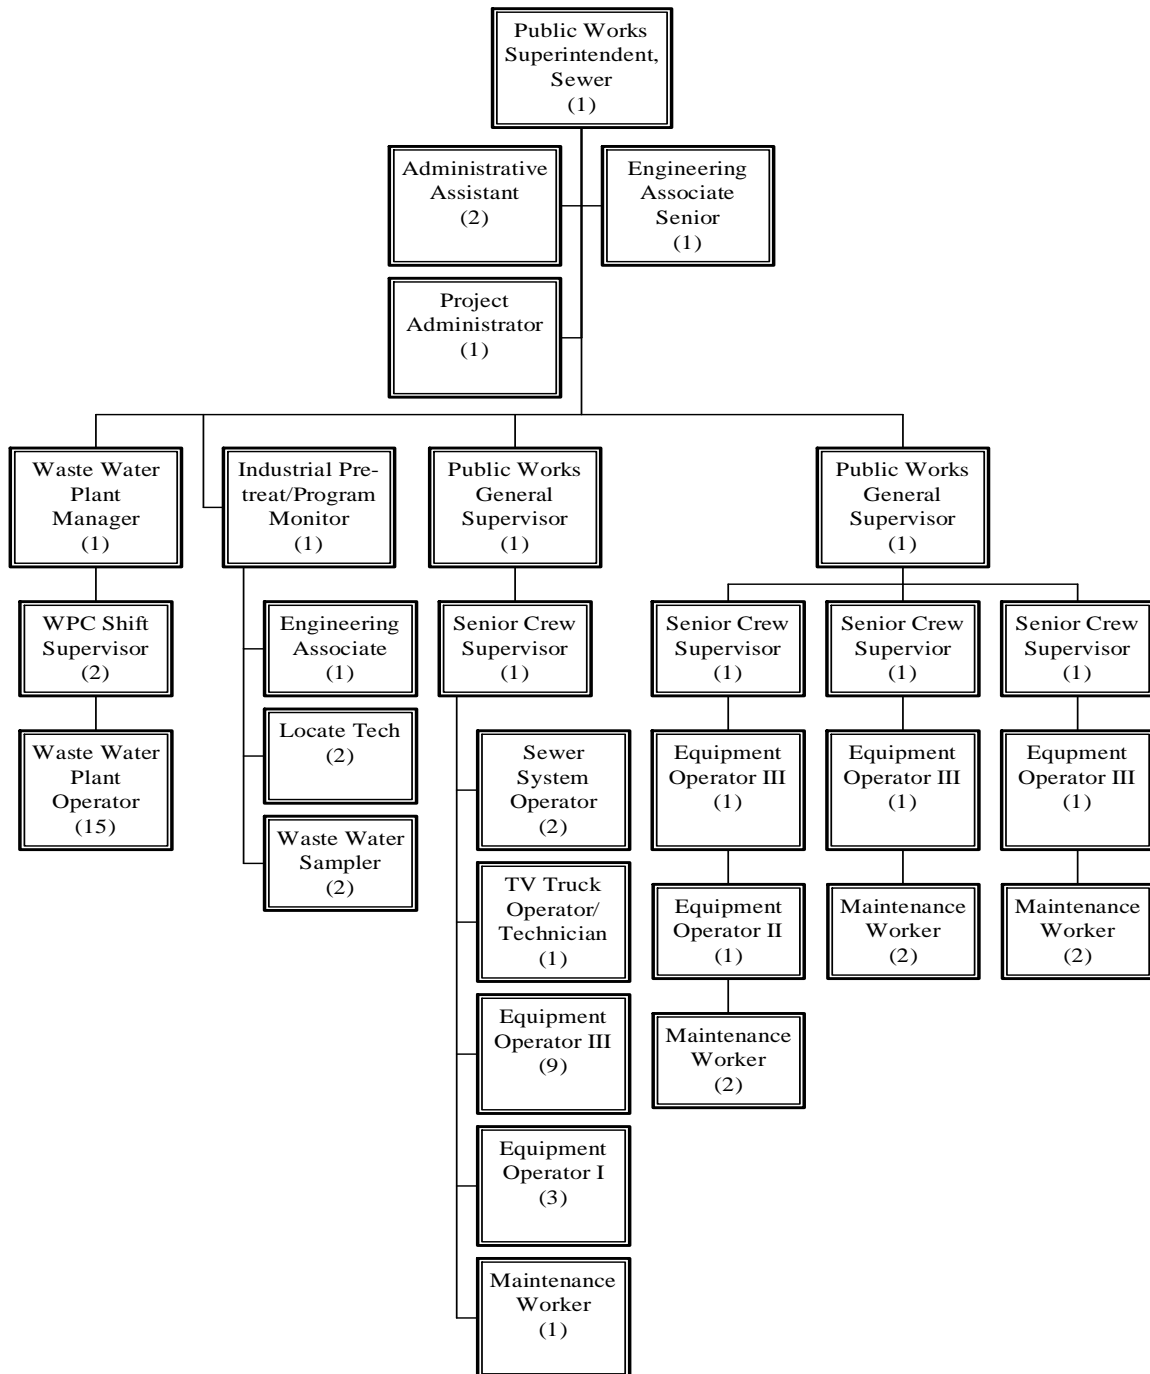 Public Works
Superintendent,
Sewer
(1)
Administrative
Assistant
(2)
Engineering
Associate
Senior
(1)
Project
Administrator
(1)
Waste Water
Plant
Manager
(1)
Industrial Pre-
treat/Program
Monitor
(1)
Public Works
General
Supervisor
(1)
Public Works
General
Supervisor
(1)
WPC Shift
Supervisor
(2)
Engineering
Associate
(1)
Senior Crew
Supervisor
(1)
Senior Crew
Supervisor
(1)
Senior Crew
Supervior
(1)
Senior Crew
Supervisor
(1)
Waste Water
Plant
Operator
(15)
Locate Tech
(2)
Waste Water
Sampler
(2)
Sewer
System
Operator
(2)
TV Truck
Operator/
Technician
(1)
Equipment
Operator III
(9)
Equipment
Operator I
(3)
Maintenance
Worker
(1)
Equipment
Operator III
(1)
Equipment
Operator II
(1)
Maintenance
Worker
(2)
Equipment
Operator III
(1)
Maintenance
Worker
(2)
Equpment
Operator III
(1)
Maintenance
Worker
(2)